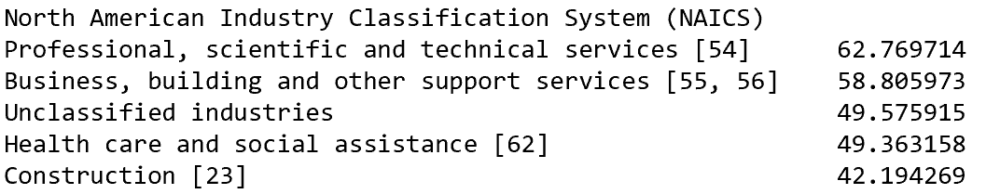 North American Industry Classification System (NAICS)
Professional, scientific and technical services [54] 62.769714
Business, building and other support services [55, 56] 58.805973
Unclassified industries 49.575915
Health care and social assistance [62] 49.363158
Construction [23] 42.194269